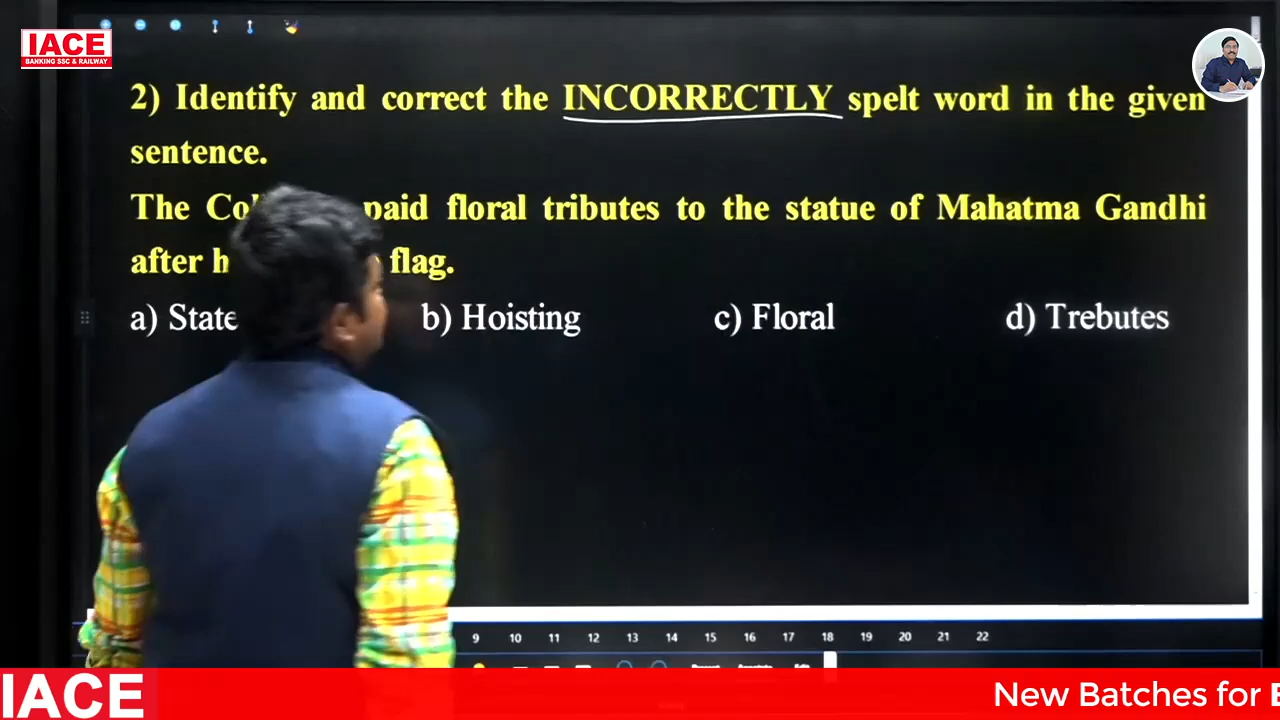 IACE
BANKING SSC & RAILWAY
2) Identify and correct the INCORRECTLY spelt word in the given
sentence.
The paid floral tributes to the statue of Mahatma Gandhi
after flag.
a) b) Hoisting c) Floral d) Trebutes
9 10 11 12 13 14 15 16 17 18 19 20 21 22
IACE New Batches for